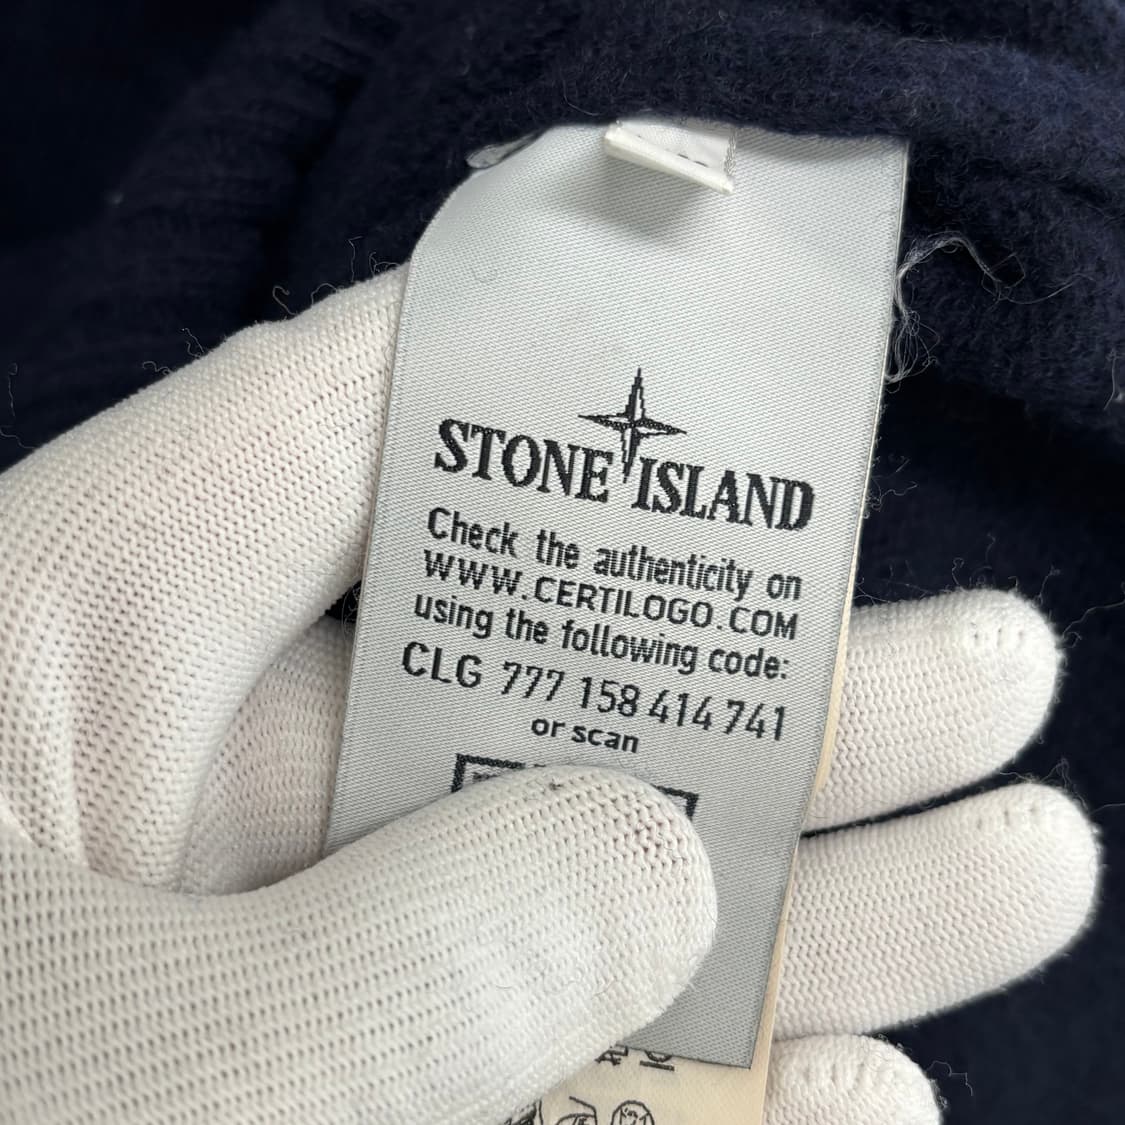 STONE ISLAND
Check the authenticity on
WWW.CERTILOGO.COM
using the following code:
CLG 777 158 414 741
or scan